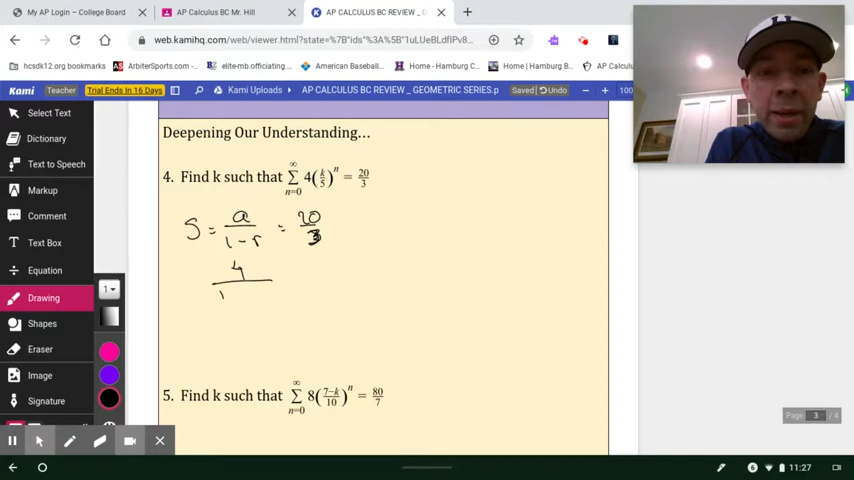 My AP Login – College Board
AP Calculus BC Mr. Hill
AP CALCULUS BC REVIEW _ GEO
web.kamihq.com/web/viewer.html?state=%7B"ids"%3A%5B"1uLUeBLdfPv8...
hcsdk12.org bookmarks
ArbiterSports.com
elite-mb.officiating...
American Baseball...
Home - Hamburg C...
AP Calcu
Kami
Teacher
Trial Ends In 16 Days
Kami Uploads
AP CALCULUS BC REVIEW _ GEOMETRIC SERIES.p
Saved
Undo
100
Select Text
Dictionary
Text to Speech
Markup
Comment
Text Box
Equation
Drawing
Shapes
Eraser
Image
Signature
1
Deepening Our Understanding...
4. Find k such that ∑_{n=0}^{∞} 4(k/5)^n = 20/3
S = a/(1-r) = 20/3
4
1
5. Find k such that ∑_{n=0}^{∞} 8((7-k)/10)^n = 80/7
Page 3 / 4
6
11:27